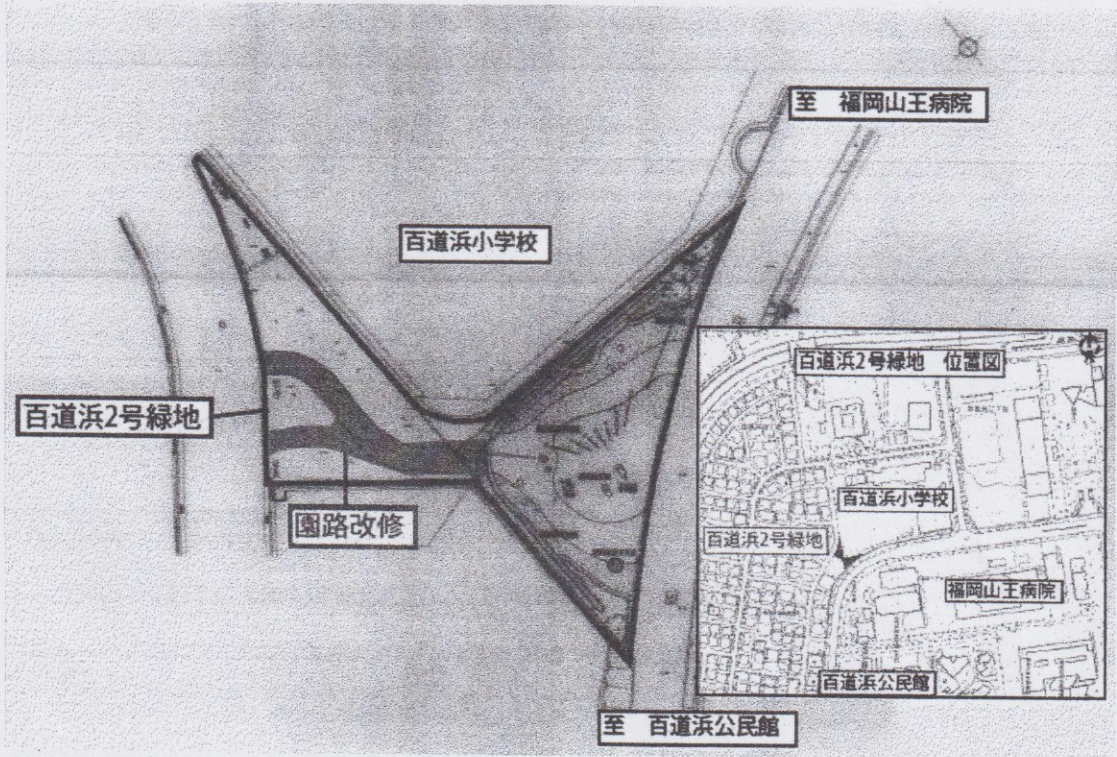 至 福岡山王病院
百道浜小学校
百道浜2号緑地
園路改修
至 百道浜公民館
百道浜2号緑地 位置図
百道浜小学校
百道浜2号緑地
福岡山王病院
百道浜公民館